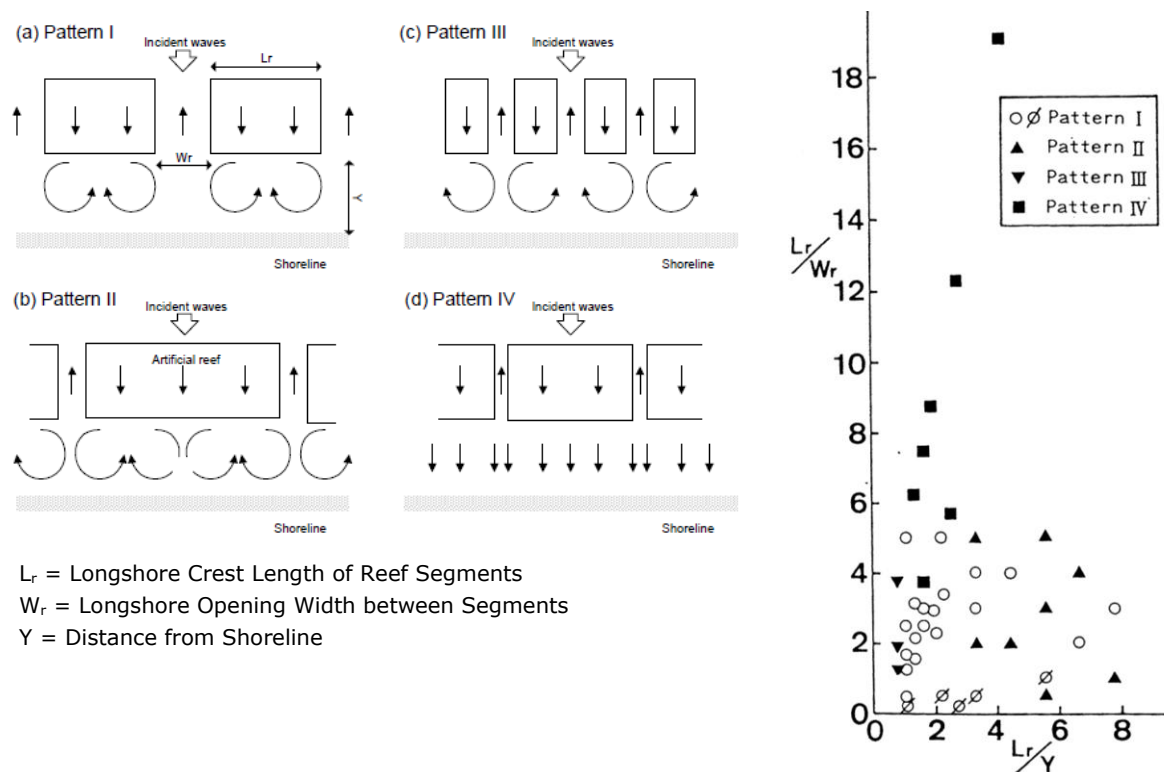 (a) Pattern I
Incident waves
Lr
Wr
Y
Shoreline
(c) Pattern III
Incident waves
Shoreline
(b) Pattern II
Incident waves
Artificial reef
Shoreline
(d) Pattern IV
Incident waves
Shoreline
Lr = Longshore Crest Length of Reef Segments
Wr = Longshore Opening Width between Segments
Y = Distance from Shoreline
18
16
14
12
10
8
6
4
2
0
Lr/Wr
Pattern I
Pattern II
Pattern III
Pattern IV
0 2 4 6 8
Lr/Y